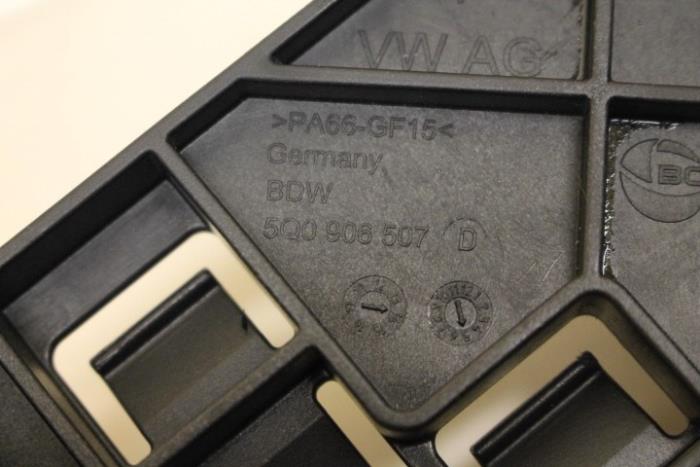 VW AG
>PA66-GF15<
Germany
BDW
5Q0 906 507 D